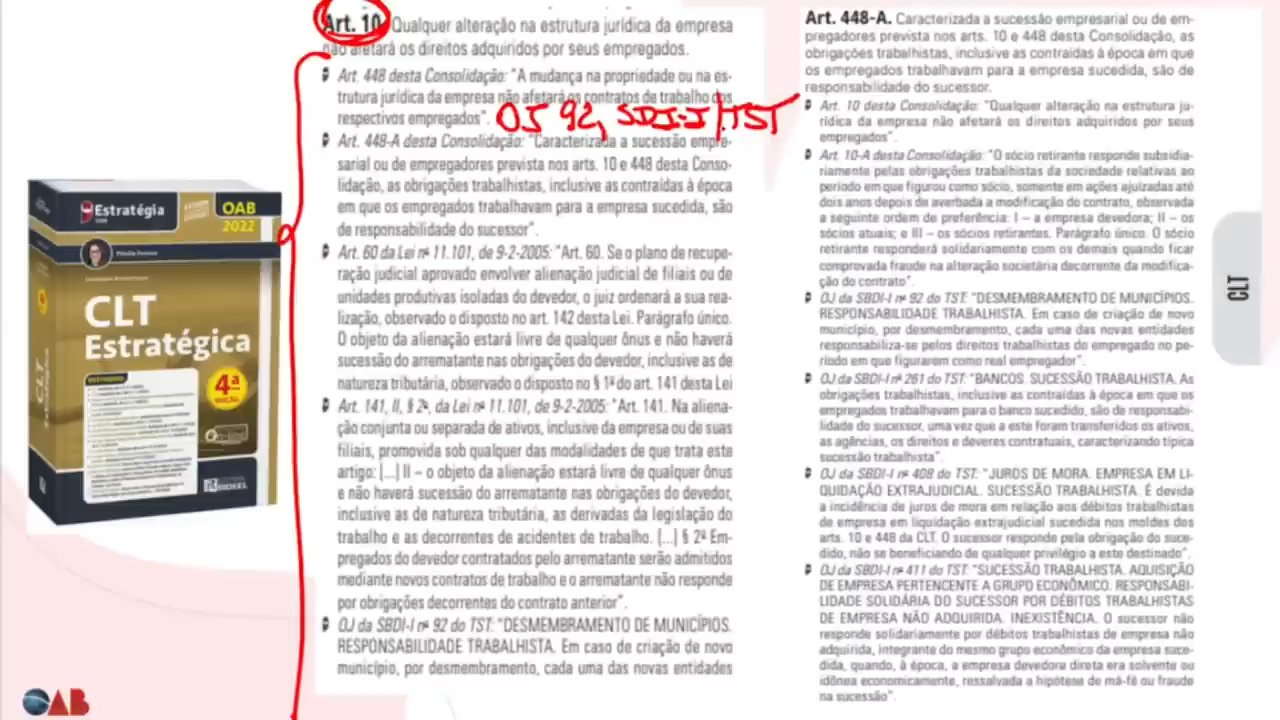 Estratégia
OAB
OAB
2022
CLT
Estratégica
4ª
CLT
RIDEEL
OAB
Art. 10 Qualquer alteração na estrutura jurídica da empresa
não afetará os direitos adquiridos por seus empregados.
Art. 448 desta Consolidação: "A mudança na propriedade ou na es-
trutura jurídica da empresa não afetará os contratos de trabalho dos
respectivos empregados".
OJ 92, SDI-I/TST
Art. 448-A desta Consolidação: "Caracterizada a sucessão empre-
sarial ou de empregadores prevista nos arts. 10 e 448 desta Conso-
lidação, as obrigações trabalhistas, inclusive as contraídas à época
em que os empregados trabalhavam para a empresa sucedida, são
de responsabilidade do sucessor".
Art. 60 da Lei nº 11.101, de 9-2-2005: "Art. 60. Se o plano de recupe-
ração judicial aprovado envolver alienação judicial de filiais ou de
unidades produtivas isoladas do devedor, o juiz ordenará a sua rea-
lização, observado o disposto no art. 142 desta Lei. Parágrafo único.
O objeto da alienação estará livre de qualquer ônus e não haverá
sucessão do arrematante nas obrigações do devedor, inclusive as de
natureza tributária, observado o disposto no § 1º do art. 141 desta Lei
Art. 141, II, § 2º, da Lei nº 11.101, de 9-2-2005: "Art. 141. Na aliena-
ção conjunta ou separada de ativos, inclusive da empresa ou de suas
filiais, promovida sob qualquer das modalidades de que trata este
artigo: [...] II – o objeto da alienação estará livre de qualquer ônus
e não haverá sucessão do arrematante nas obrigações do devedor,
inclusive as de natureza tributária, as derivadas da legislação do
trabalho e as decorrentes de acidentes de trabalho. [...] § 2º Em-
pregados do devedor contratados pelo arrematante serão admitidos
mediante novos contratos de trabalho e o arrematante não responde
por obrigações decorrentes do contrato anterior".
OJ da SBDI-I nº 92 do TST: "DESMEMBRAMENTO DE MUNICÍPIOS.
RESPONSABILIDADE TRABALHISTA. Em caso de criação de novo
município, por desmembramento, cada uma das novas entidades
Art. 448-A. Caracterizada a sucessão empresarial ou de em-
pregadores prevista nos arts. 10 e 448 desta Consolidação, as
obrigações trabalhistas, inclusive as contraídas à época em que
os empregados trabalhavam para a empresa sucedida, são de
responsabilidade do sucessor.
Art. 10 desta Consolidação: "Qualquer alteração na estrutura ju-
rídica da empresa não afetará os direitos adquiridos por seus
empregados".
Art. 10-A desta Consolidação: "O sócio retirante responde subsidia-
riamente pelas obrigações trabalhistas da sociedade relativas ao
período em que figurou como sócio, somente em ações ajuizadas até
dois anos depois de averbada a modificação do contrato, observada
a seguinte ordem de preferência: I – a empresa devedora; II – os
sócios atuais; e III – os sócios retirantes. Parágrafo único. O sócio
retirante responderá solidariamente com os demais quando ficar
comprovada fraude na alteração societária decorrente da modifica-
ção do contrato".
OJ da SBDI-I nº 92 do TST: "DESMEMBRAMENTO DE MUNICÍPIOS.
RESPONSABILIDADE TRABALHISTA. Em caso de criação de novo
município, por desmembramento, cada uma das novas entidades
responsabiliza-se pelos direitos trabalhistas do empregado no pe-
ríodo em que figurarem como real empregador".
OJ da SBDI-I nº 261 do TST: "BANCOS. SUCESSÃO TRABALHISTA. As
obrigações trabalhistas, inclusive as contraídas à época em que os
empregados trabalhavam para o banco sucedido, são de responsabi-
lidade do sucessor, uma vez que a este foram transferidos os ativos,
as agências, os direitos e deveres contratuais, caracterizando típica
sucessão trabalhista".
OJ da SBDI-I nº 408 do TST: "JUROS DE MORA. EMPRESA EM LI-
QUIDAÇÃO EXTRAJUDICIAL. SUCESSÃO TRABALHISTA. É devida
a incidência de juros de mora em relação aos débitos trabalhistas
de empresa em liquidação extrajudicial sucedida nos moldes dos
arts. 10 e 448 da CLT. O sucessor responde pela obrigação do suce-
dido, não se beneficiando de qualquer privilégio a este destinado".
OJ da SBDI-I nº 411 do TST: "SUCESSÃO TRABALHISTA. AQUISIÇÃO
DE EMPRESA PERTENCENTE A GRUPO ECONÔMICO. RESPONSABI-
LIDADE SOLIDÁRIA DO SUCESSOR POR DÉBITOS TRABALHISTAS
DE EMPRESA NÃO ADQUIRIDA. INEXISTÊNCIA. O sucessor não
responde solidariamente por débitos trabalhistas de empresa não
adquirida, integrante do mesmo grupo econômico da empresa suce-
dida, quando, à época, a empresa devedora direta era solvente ou
idônea economicamente, ressalvada a hipótese de má-fé ou fraude
na sucessão".
CLT